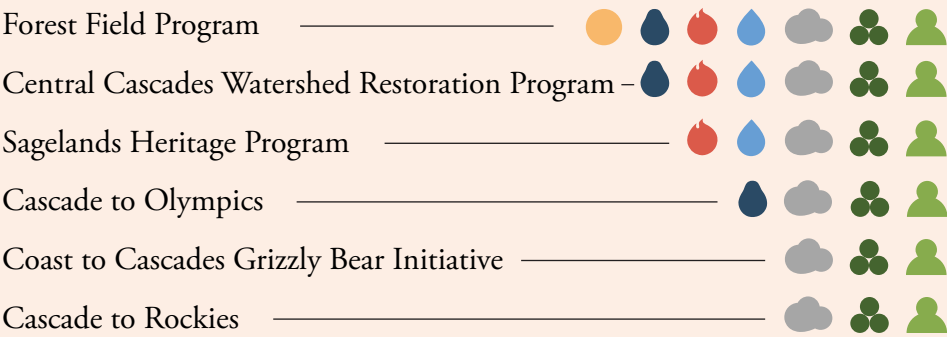 Forest Field Program
Central Cascades Watershed Restoration Program
Sagelands Heritage Program
Cascade to Olympics
Coast to Cascades Grizzly Bear Initiative
Cascade to Rockies